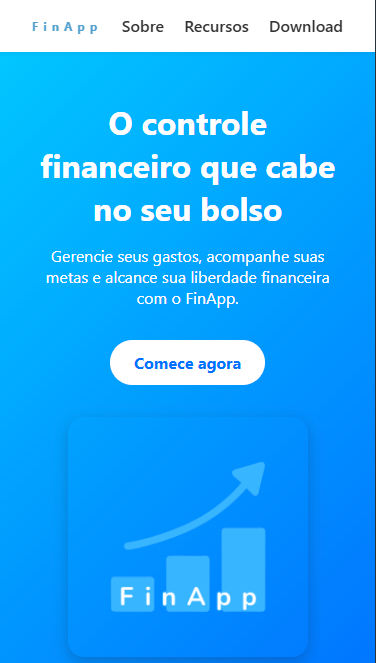 FinApp Sobre Recursos Download
O controle
financeiro que cabe
no seu bolso
Gerencie seus gastos, acompanhe suas
metas e alcance sua liberdade financeira
com o FinApp.
Comece agora
FinApp